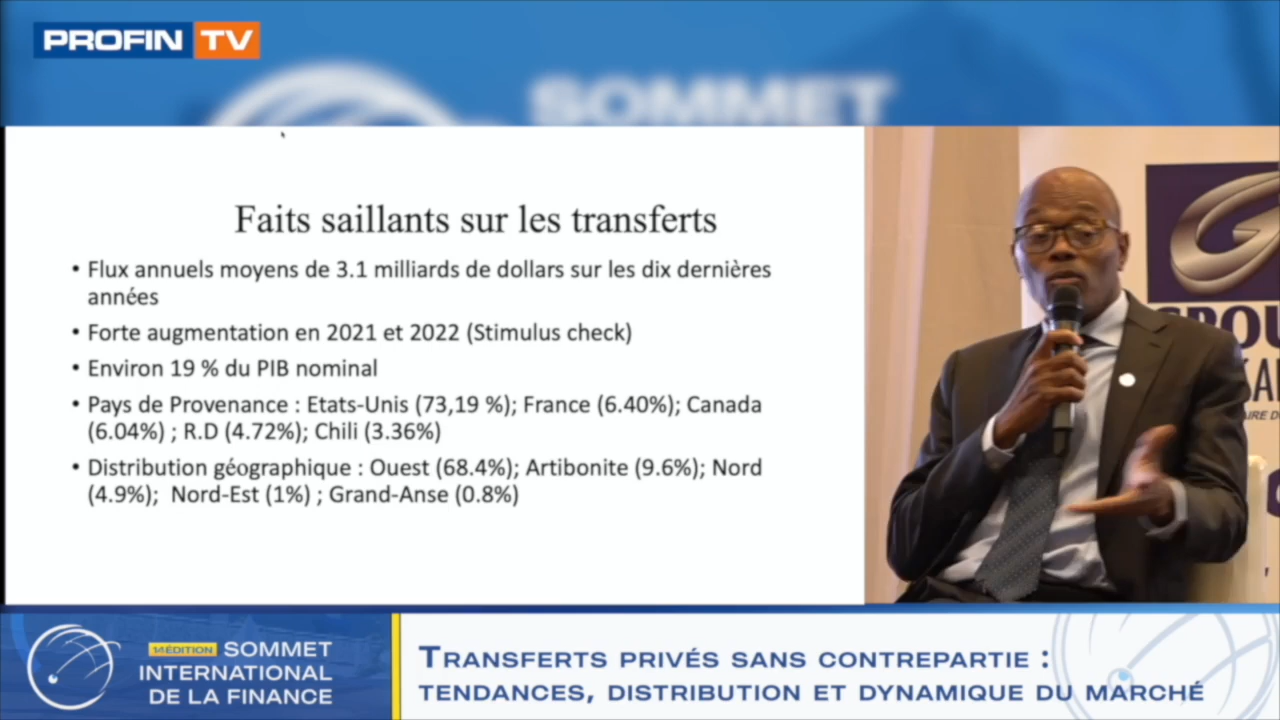 PROFIN TV
SOMMET
Faits saillants sur les transferts
• Flux annuels moyens de 3.1 milliards de dollars sur les dix dernières
années
• Forte augmentation en 2021 et 2022 (Stimulus check)
• Environ 19 % du PIB nominal
• Pays de Provenance : Etats-Unis (73,19 %); France (6.40%); Canada
(6.04%) ; R.D (4.72%); Chili (3.36%)
• Distribution géographique : Ouest (68.4%); Artibonite (9.6%); Nord
(4.9%); Nord-Est (1%) ; Grand-Anse (0.8%)
14 ÉDITION SOMMET
INTERNATIONAL
DE LA FINANCE
TRANSFERTS PRIVÉS SANS CONTREPARTIE :
TENDANCES, DISTRIBUTION ET DYNAMIQUE DU MARCHÉ